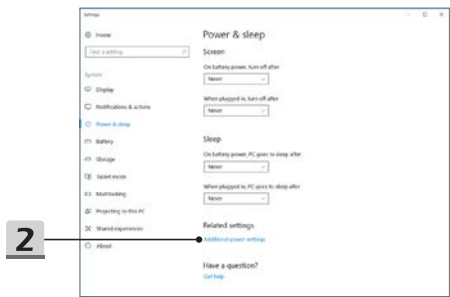 Settings
Home
Find a setting
System
Display
Notifications & actions
Power & sleep
Battery
Storage
Tablet mode
Multitasking
Projecting to this PC
Shared experiences
About
Power & sleep
Screen
On battery power, turn off after
Never
When plugged in, turn off after
Never
Sleep
On battery power, PC goes to sleep after
Never
When plugged in, PC goes to sleep after
Never
Related settings
Additional power settings
Have a question?
Get help
2